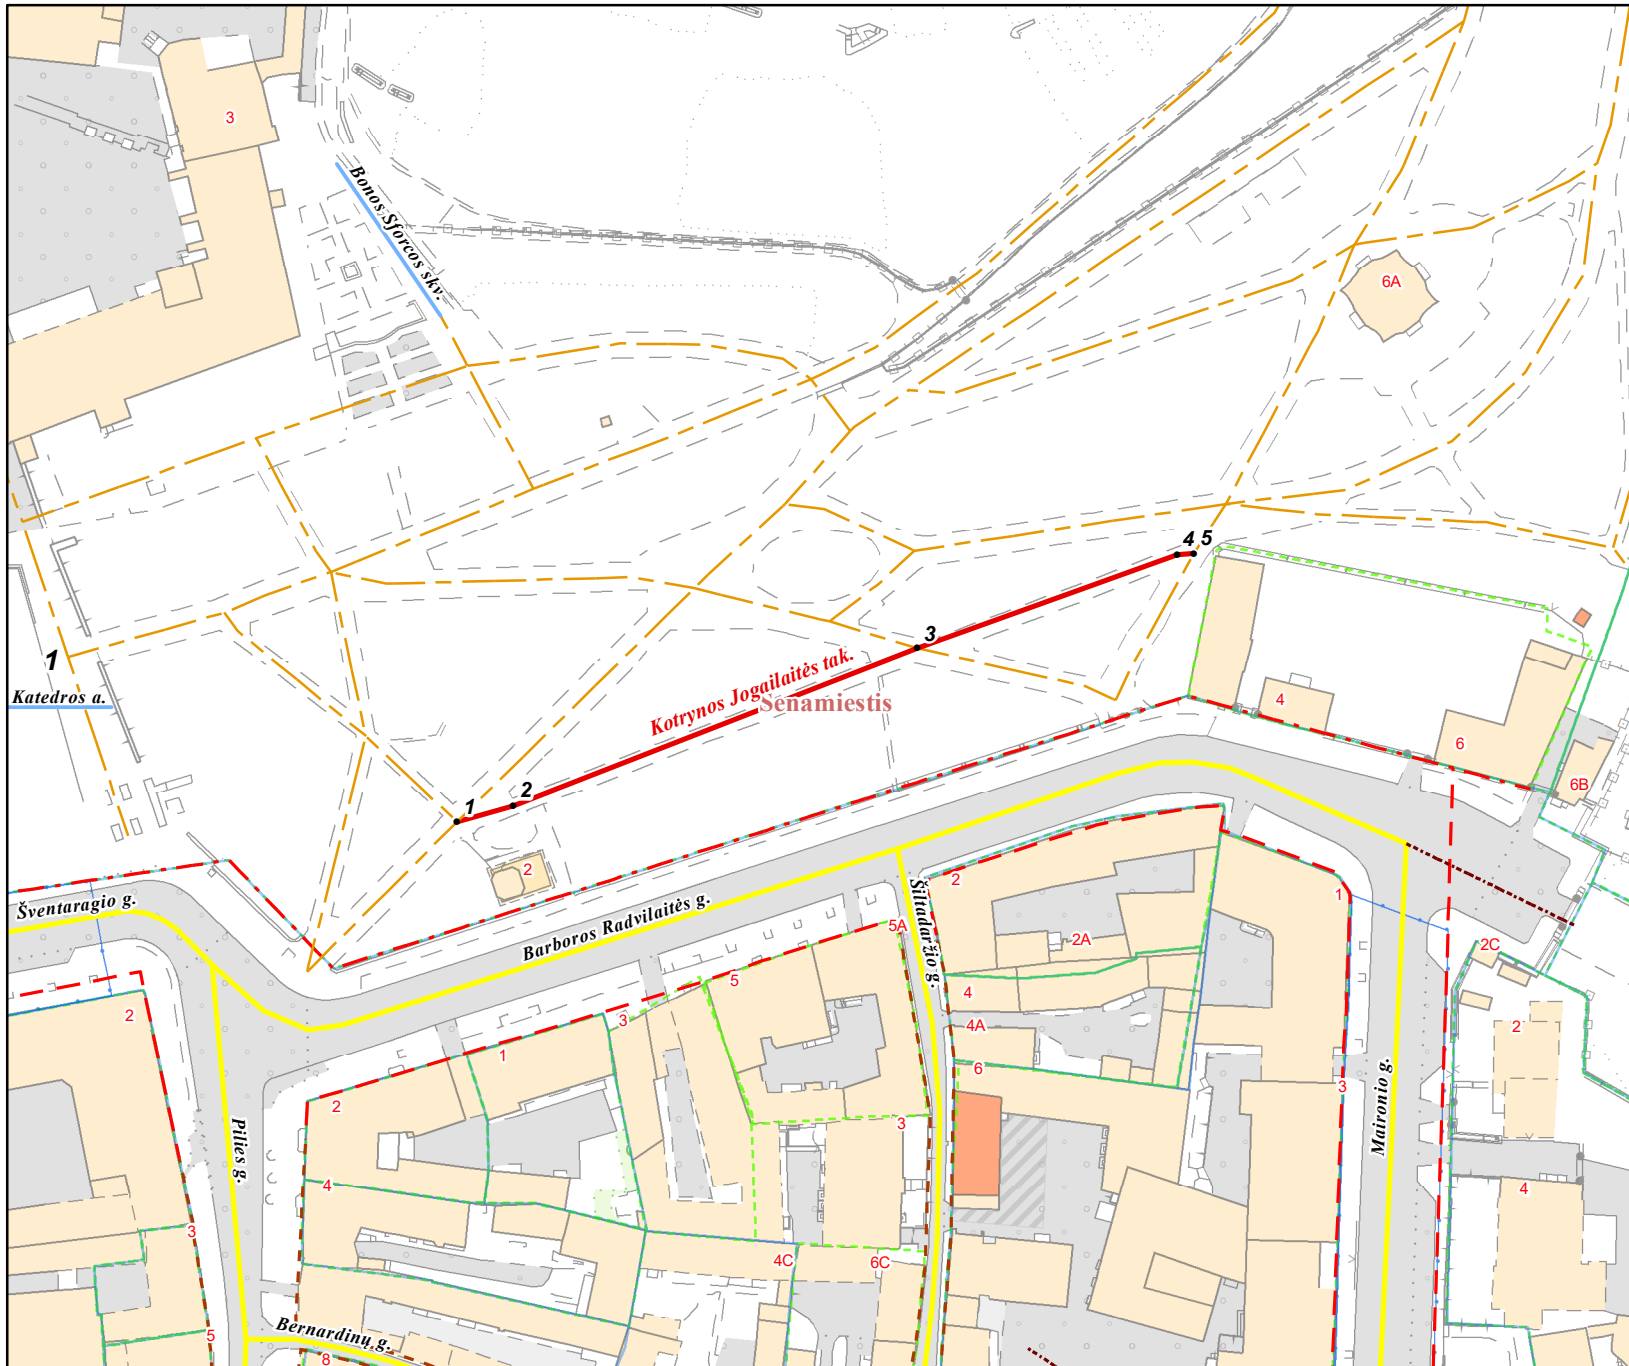 3
Bonos Sforcos skv.
6A
4 5
3
1
Katedros a.
Kotrynos Jogailaitės tak.
Senamiestis
4
6
6B
1
2
2
Šventaragio g.
Barboros Radvilaitės g.
Šiltadaržio g.
2
1
5A
2A
2C
5
4
2
3
4A
2
1
6
2
3
3
Pilies g.
Maironio g.
4
4
3
4C
6C
5
Bernardinų g.
8